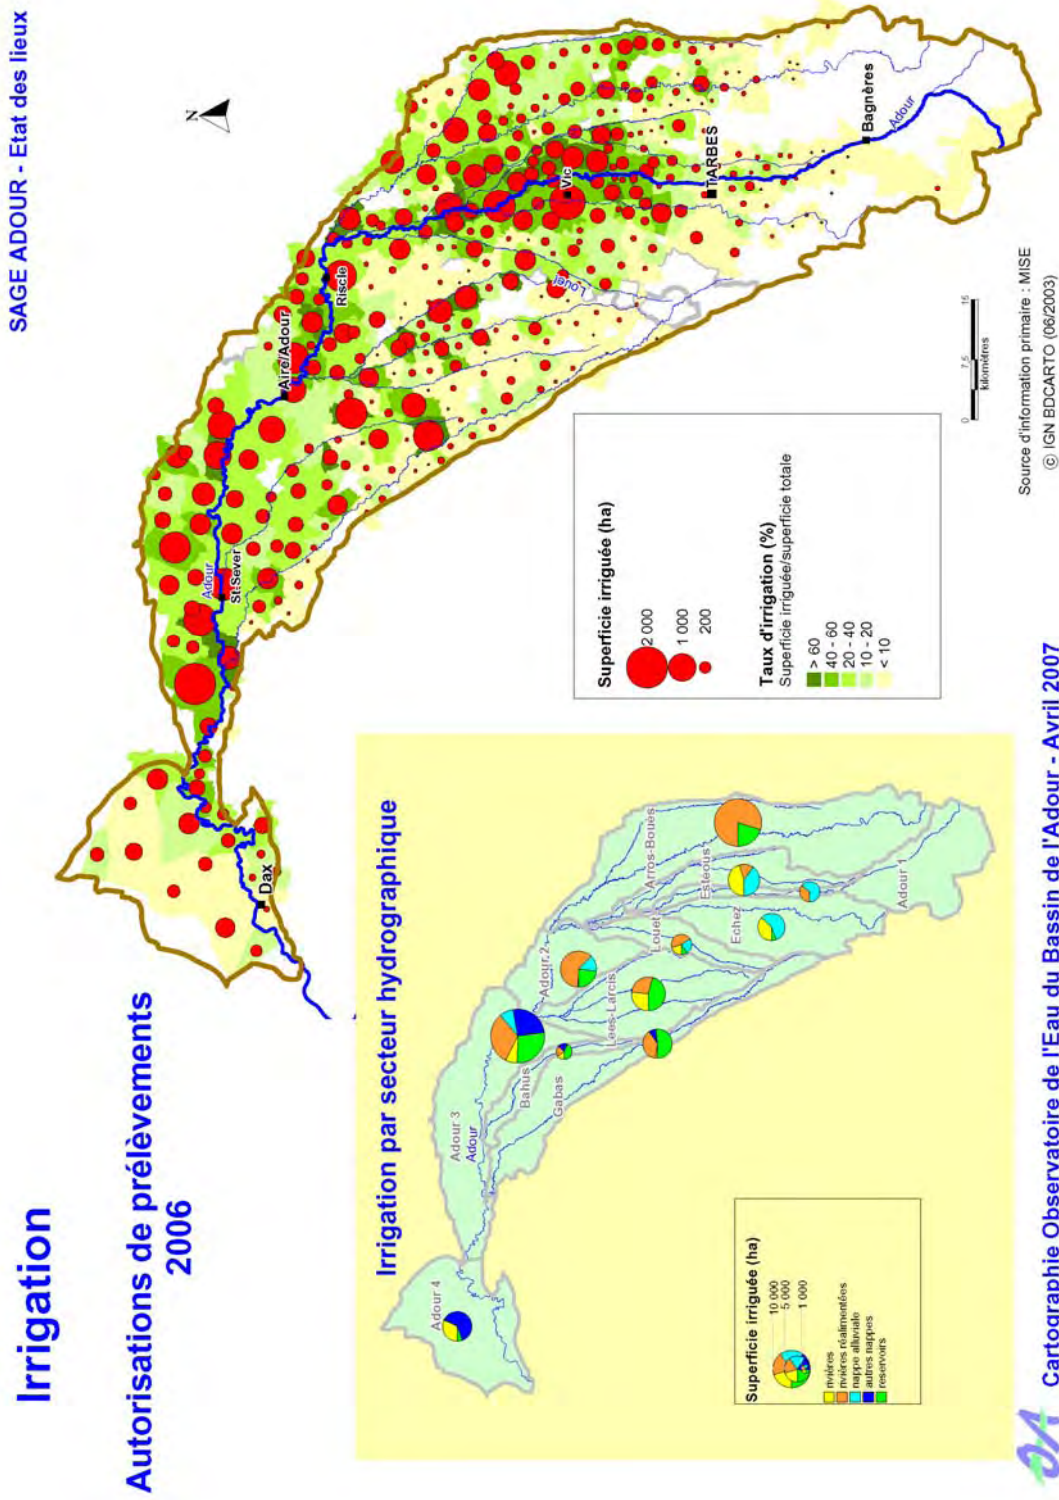 SAGE ADOUR - Etat des lieux
Irrigation
Autorisations de prélèvements
2006
N
Adour
Dax
St.Sever
Aire/Adour
Riscle
Louet
Vic
TARBES
Bagnères
Adour
Superficie irriguée (ha)
2 000
1 000
200
Taux d'irrigation (%)
Superficie irriguée/superficie totale
> 60
40 - 60
20 - 40
10 - 20
< 10
0
7,5
15
kilomètres
Source d'information primaire : MISE
© IGN BDCARTO (06/2003)
Irrigation par secteur hydrographique
Adour 4
Adour 3
Adour
Bahus
Gabas
Adour 2
Lees-Larcis
Louet
Echez
Esteous
Arros-Bouès
Adour 1
Superficie irriguée (ha)
10 000
5 000
1 000
rivières
rivières réalimentées
nappe alluviale
autres nappes
reservoirs
Cartographie Observatoire de l'Eau du Bassin de l'Adour - Avril 2007